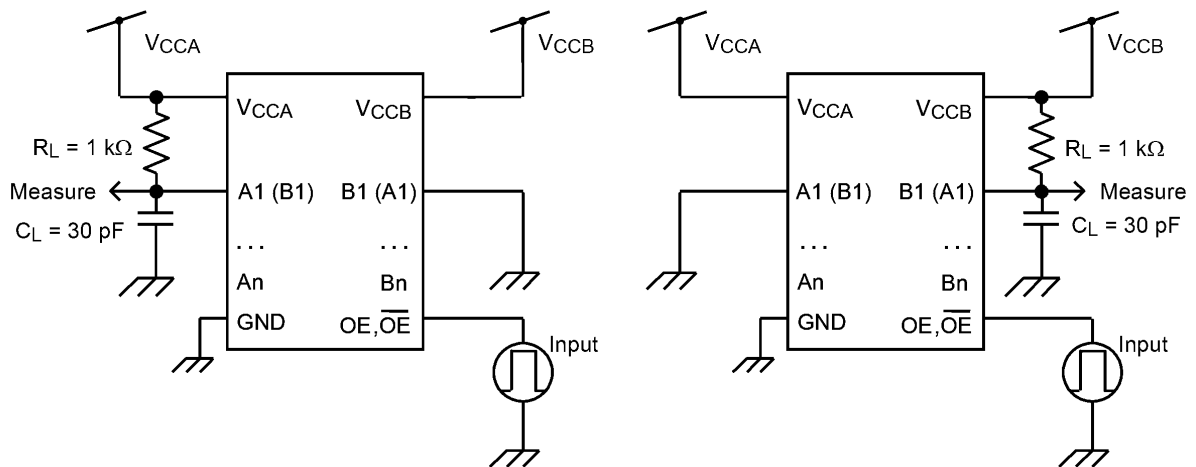 VCCA
VCCB
VCCA VCCB
RL = 1 kΩ
Measure
A1 (B1) B1 (A1)
CL = 30 pF
... ...
An Bn
GND OE,O̅E̅
Input
VCCA
VCCB
VCCA VCCB
RL = 1 kΩ
A1 (B1) B1 (A1)
Measure
CL = 30 pF
... ...
An Bn
GND OE,O̅E̅
Input